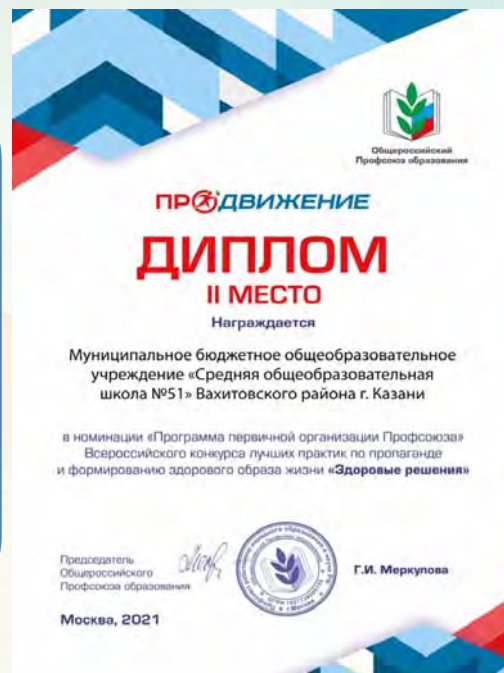 Общероссийский
Профсоюз образования
ПРОДВИЖЕНИЕ
ДИПЛОМ
II МЕСТО
Награждается
Муниципальное бюджетное общеобразовательное
учреждение «Средняя общеобразовательная
школа №51» Вахитовского района г. Казани
в номинации «Программа первичной организации Профсоюза»
Всероссийского конкурса лучших практик по пропаганде
и формированию здорового образа жизни «Здоровые решения»
Председатель
Общероссийского
Профсоюза образования
Г.И. Меркулова
Москва, 2021